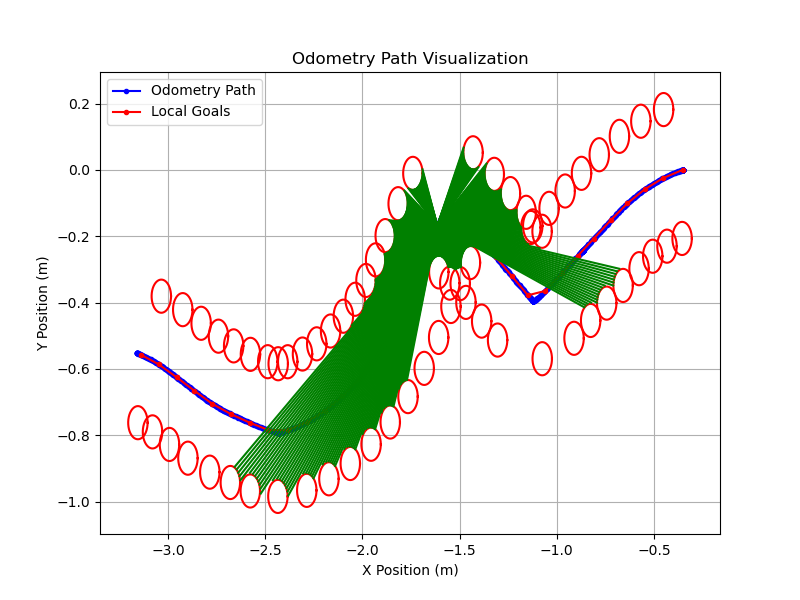 Odometry Path Visualization
Odometry Path
Local Goals
Y Position (m)
0.2
0.0
−0.2
−0.4
−0.6
−0.8
−1.0
−3.0
−2.5
−2.0
−1.5
−1.0
−0.5
X Position (m)